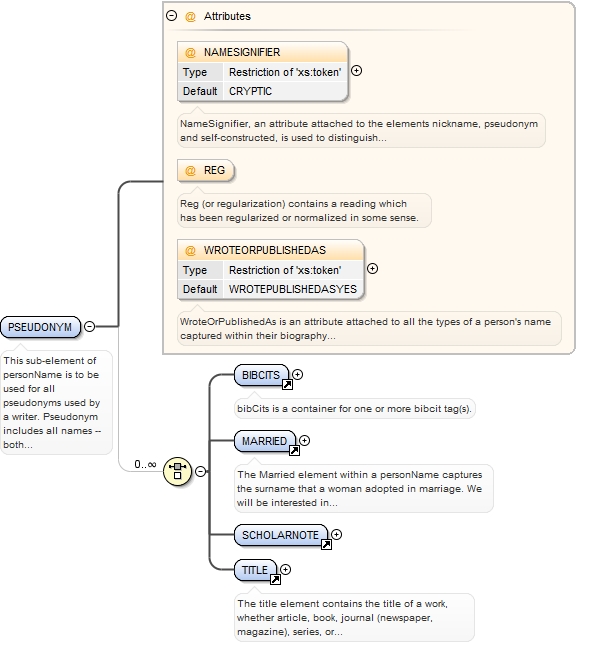 @ Attributes
@ NAMESIGNIFIER
Type Restriction of 'xs:token'
Default CRYPTIC
NameSignifier, an attribute attached to the elements nickname, pseudonym
and self-constructed, is used to distinguish...
@ REG
Reg (or regularization) contains a reading which
has been regularized or normalized in some sense.
@ WROTEORPUBLISHEDAS
Type Restriction of 'xs:token'
Default WROTEPUBLISHEDASYES
WroteOrPublishedAs is an attribute attached to all the types of a person's name
captured within their biography...
PSEUDONYM
This sub-element of
personName is to be
used for all
pseudonyms used by
a writer. Pseudonym
includes all names --
both...
0..∞
BIBCITS
bibCits is a container for one or more bibcit tag(s).
MARRIED
The Married element within a personName captures
the surname that a woman adopted in marriage. We
will be interested in...
SCHOLARNOTE
TITLE
The title element contains the title of a work,
whether article, book, journal (newspaper,
magazine), series, or...